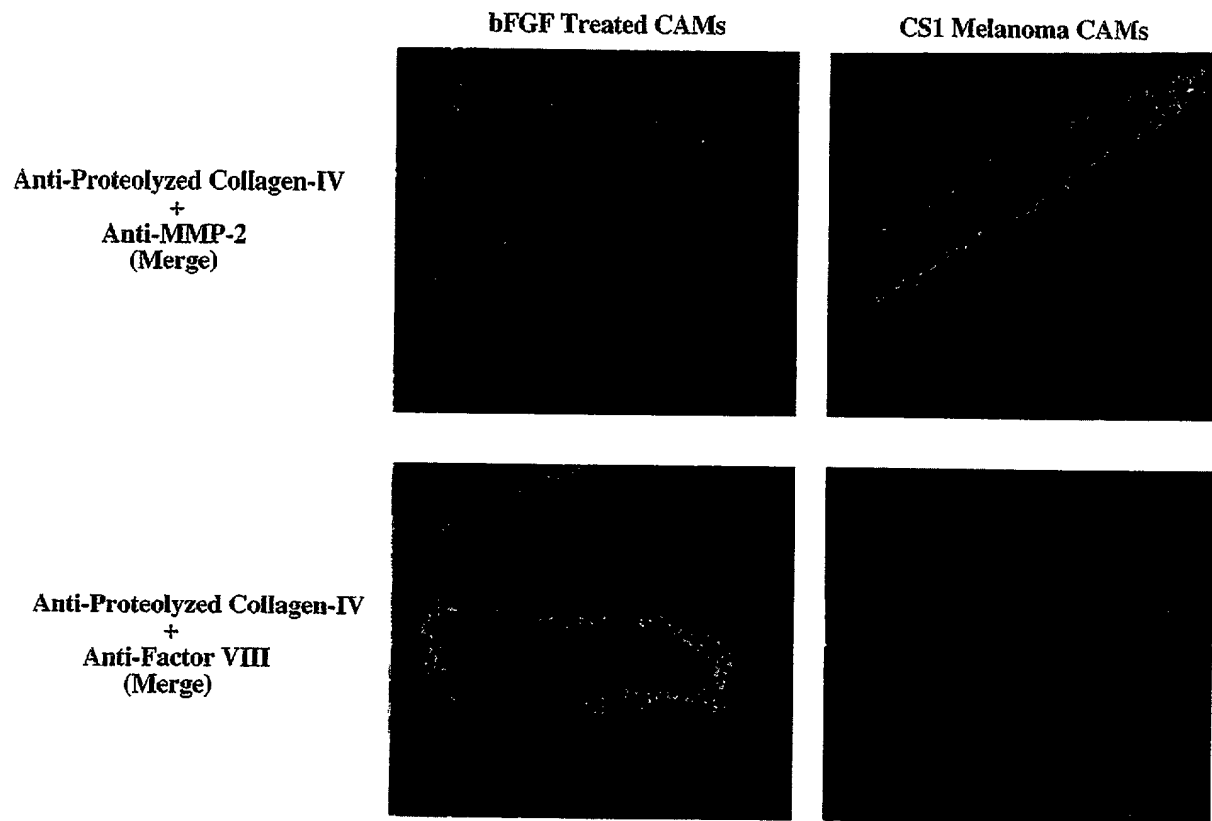 bFGF Treated CAMs
CS1 Melanoma CAMs
Anti-Proteolyzed Collagen-IV
+
Anti-MMP-2
(Merge)
Anti-Proteolyzed Collagen-IV
+
Anti-Factor VIII
(Merge)